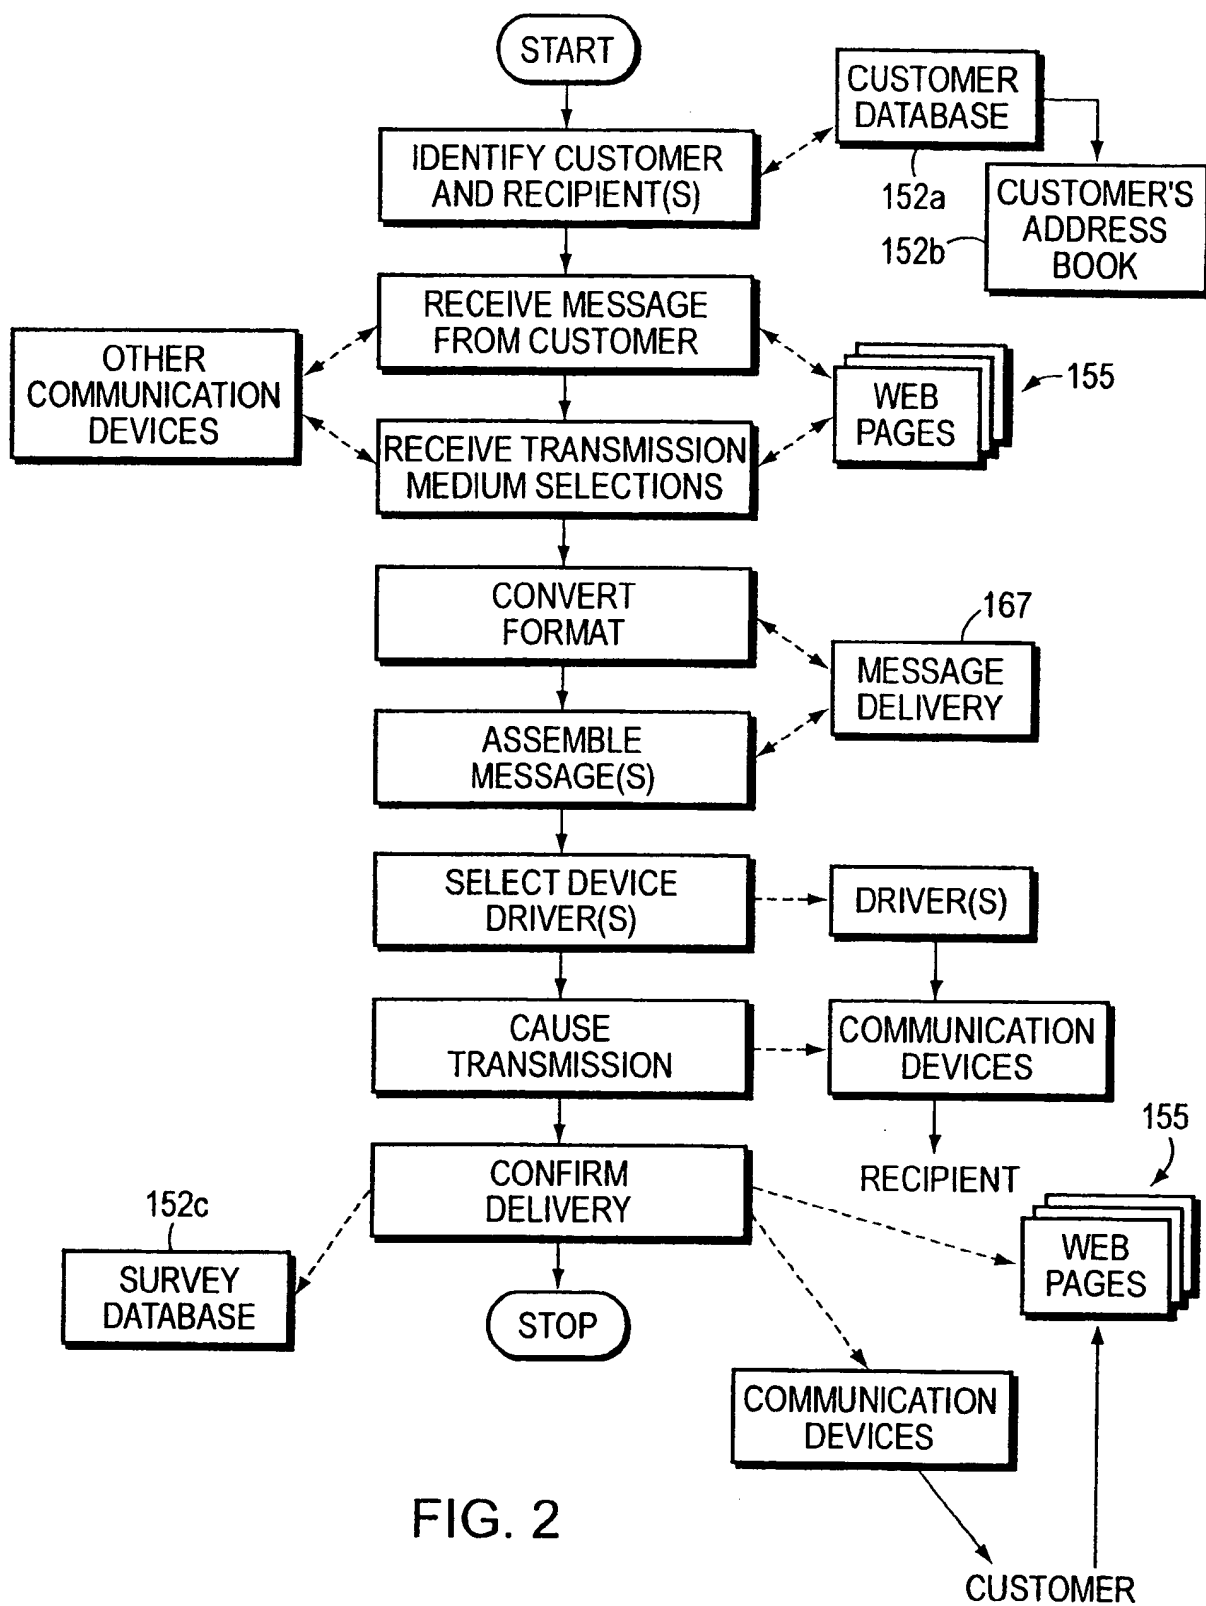 START
CUSTOMER
DATABASE
152a
IDENTIFY CUSTOMER
AND RECIPIENT(S)
CUSTOMER'S
ADDRESS
BOOK
152b
RECEIVE MESSAGE
FROM CUSTOMER
OTHER
COMMUNICATION
DEVICES
WEB
PAGES
155
RECEIVE TRANSMISSION
MEDIUM SELECTIONS
CONVERT
FORMAT
167
MESSAGE
DELIVERY
ASSEMBLE
MESSAGE(S)
SELECT DEVICE
DRIVER(S)
DRIVER(S)
CAUSE
TRANSMISSION
COMMUNICATION
DEVICES
RECIPIENT
CONFIRM
DELIVERY
155
WEB
PAGES
152c
SURVEY
DATABASE
STOP
COMMUNICATION
DEVICES
CUSTOMER
FIG. 2